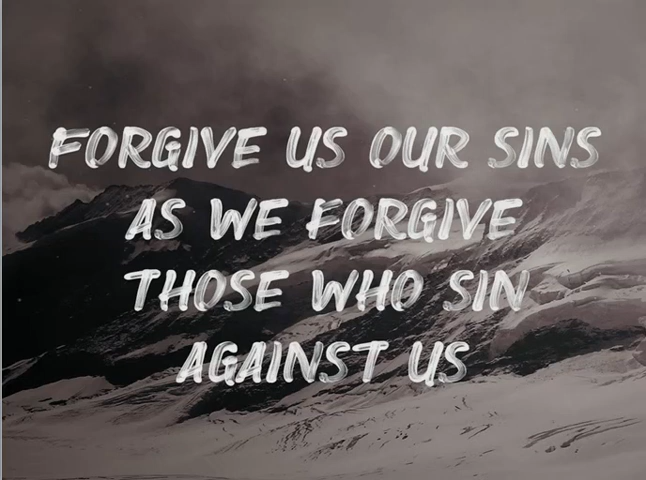 FORGIVE US OUR SINS
AS WE FORGIVE
THOSE WHO SIN
AGAINST US